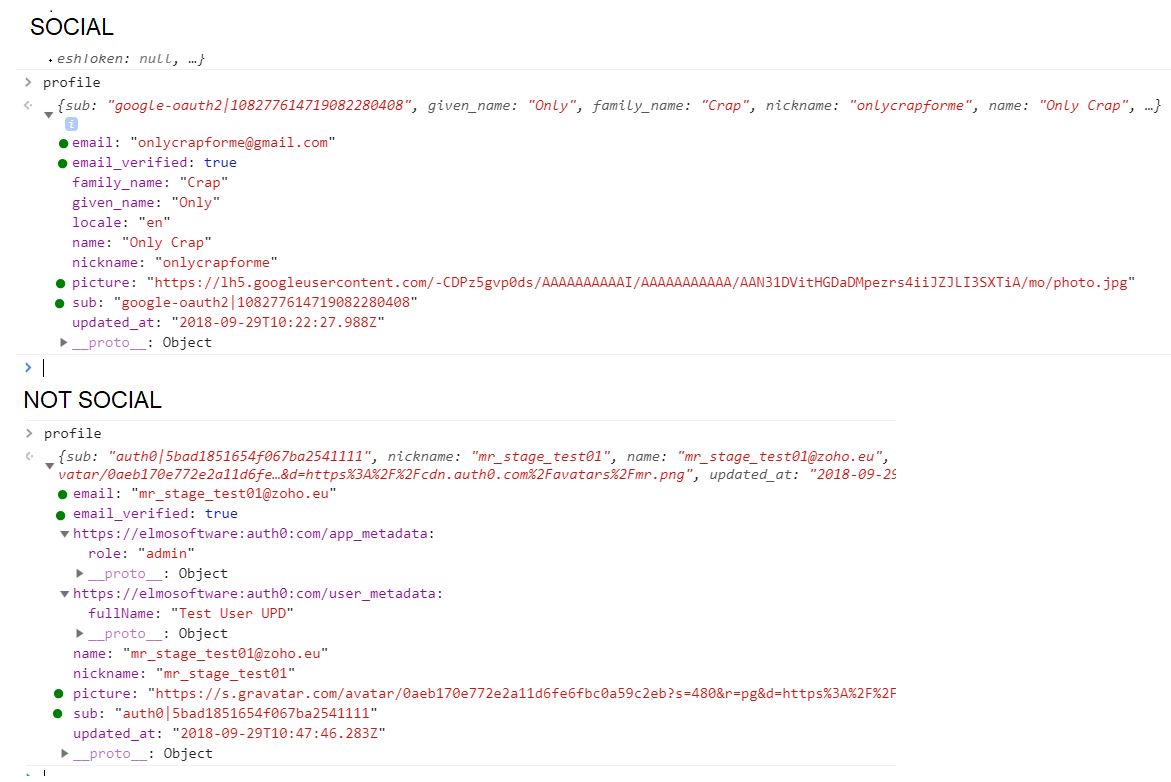 SOCIAL
eshToken: null, …}
> profile
{sub: "google-oauth2|108277614719082280408", given_name: "Only", family_name: "Crap", nickname: "onlycrapforme", name: "Only Crap", …}
i
email: "onlycrapforme@gmail.com"
email_verified: true
family_name: "Crap"
given_name: "Only"
locale: "en"
name: "Only Crap"
nickname: "onlycrapforme"
picture: "https://lh5.googleusercontent.com/-CDPz5gvp0ds/AAAAAAAAAAI/AAAAAAAAAAA/AAN31DVitHGDaDMpezrs4iiJZJLI3SXTiA/mo/photo.jpg"
sub: "google-oauth2|108277614719082280408"
updated_at: "2018-09-29T10:22:27.988Z"
__proto__: Object
>
NOT SOCIAL
> profile
{sub: "auth0|5bad1851654f067ba2541111", nickname: "mr_stage_test01", name: "mr_stage_test01@zoho.eu",
vatar/0aeb170e772e2a11d6fe…&d=https%3A%2F%2Fcdn.auth0.com%2Favatars%2Fmr.png", updated_at: "2018-09-29
email: "mr_stage_test01@zoho.eu"
email_verified: true
https://elmosoftware:auth0:com/app_metadata:
role: "admin"
__proto__: Object
https://elmosoftware:auth0:com/user_metadata:
fullName: "Test User UPD"
__proto__: Object
name: "mr_stage_test01@zoho.eu"
nickname: "mr_stage_test01"
picture: "https://s.gravatar.com/avatar/0aeb170e772e2a11d6fe6fbc0a59c2eb?s=480&r=pg&d=https%3A%2F%2F
sub: "auth0|5bad1851654f067ba2541111"
updated_at: "2018-09-29T10:47:46.283Z"
__proto__: Object